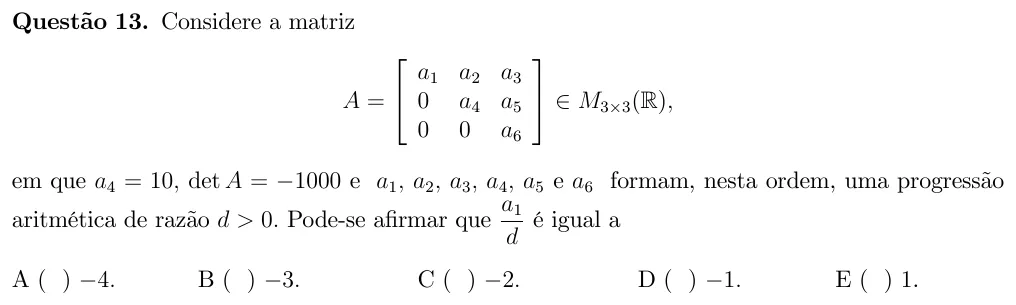 Questão 13. Considere a matriz
A = [ a₁ a₂ a₃
0 a₄ a₅
0 0 a₆ ] ∈ M₃ₓ₃(ℝ),
em que a₄ = 10, det A = −1000 e a₁, a₂, a₃, a₄, a₅ e a₆ formam, nesta ordem, uma progressão
aritmética de razão d > 0. Pode-se afirmar que a₁/d é igual a
A ( ) −4. B ( ) −3. C ( ) −2. D ( ) −1. E ( ) 1.